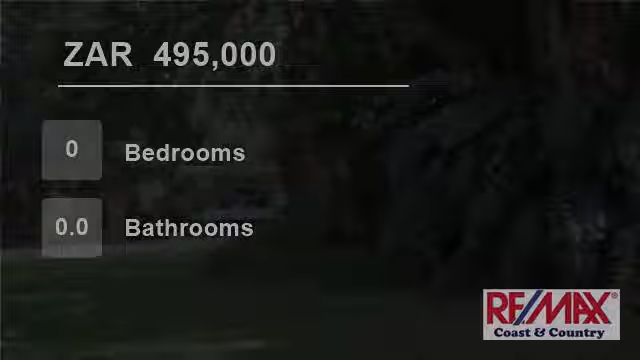 ZAR 495,000
0 Bedrooms
0.0 Bathrooms
RE/MAX®
Coast & Country